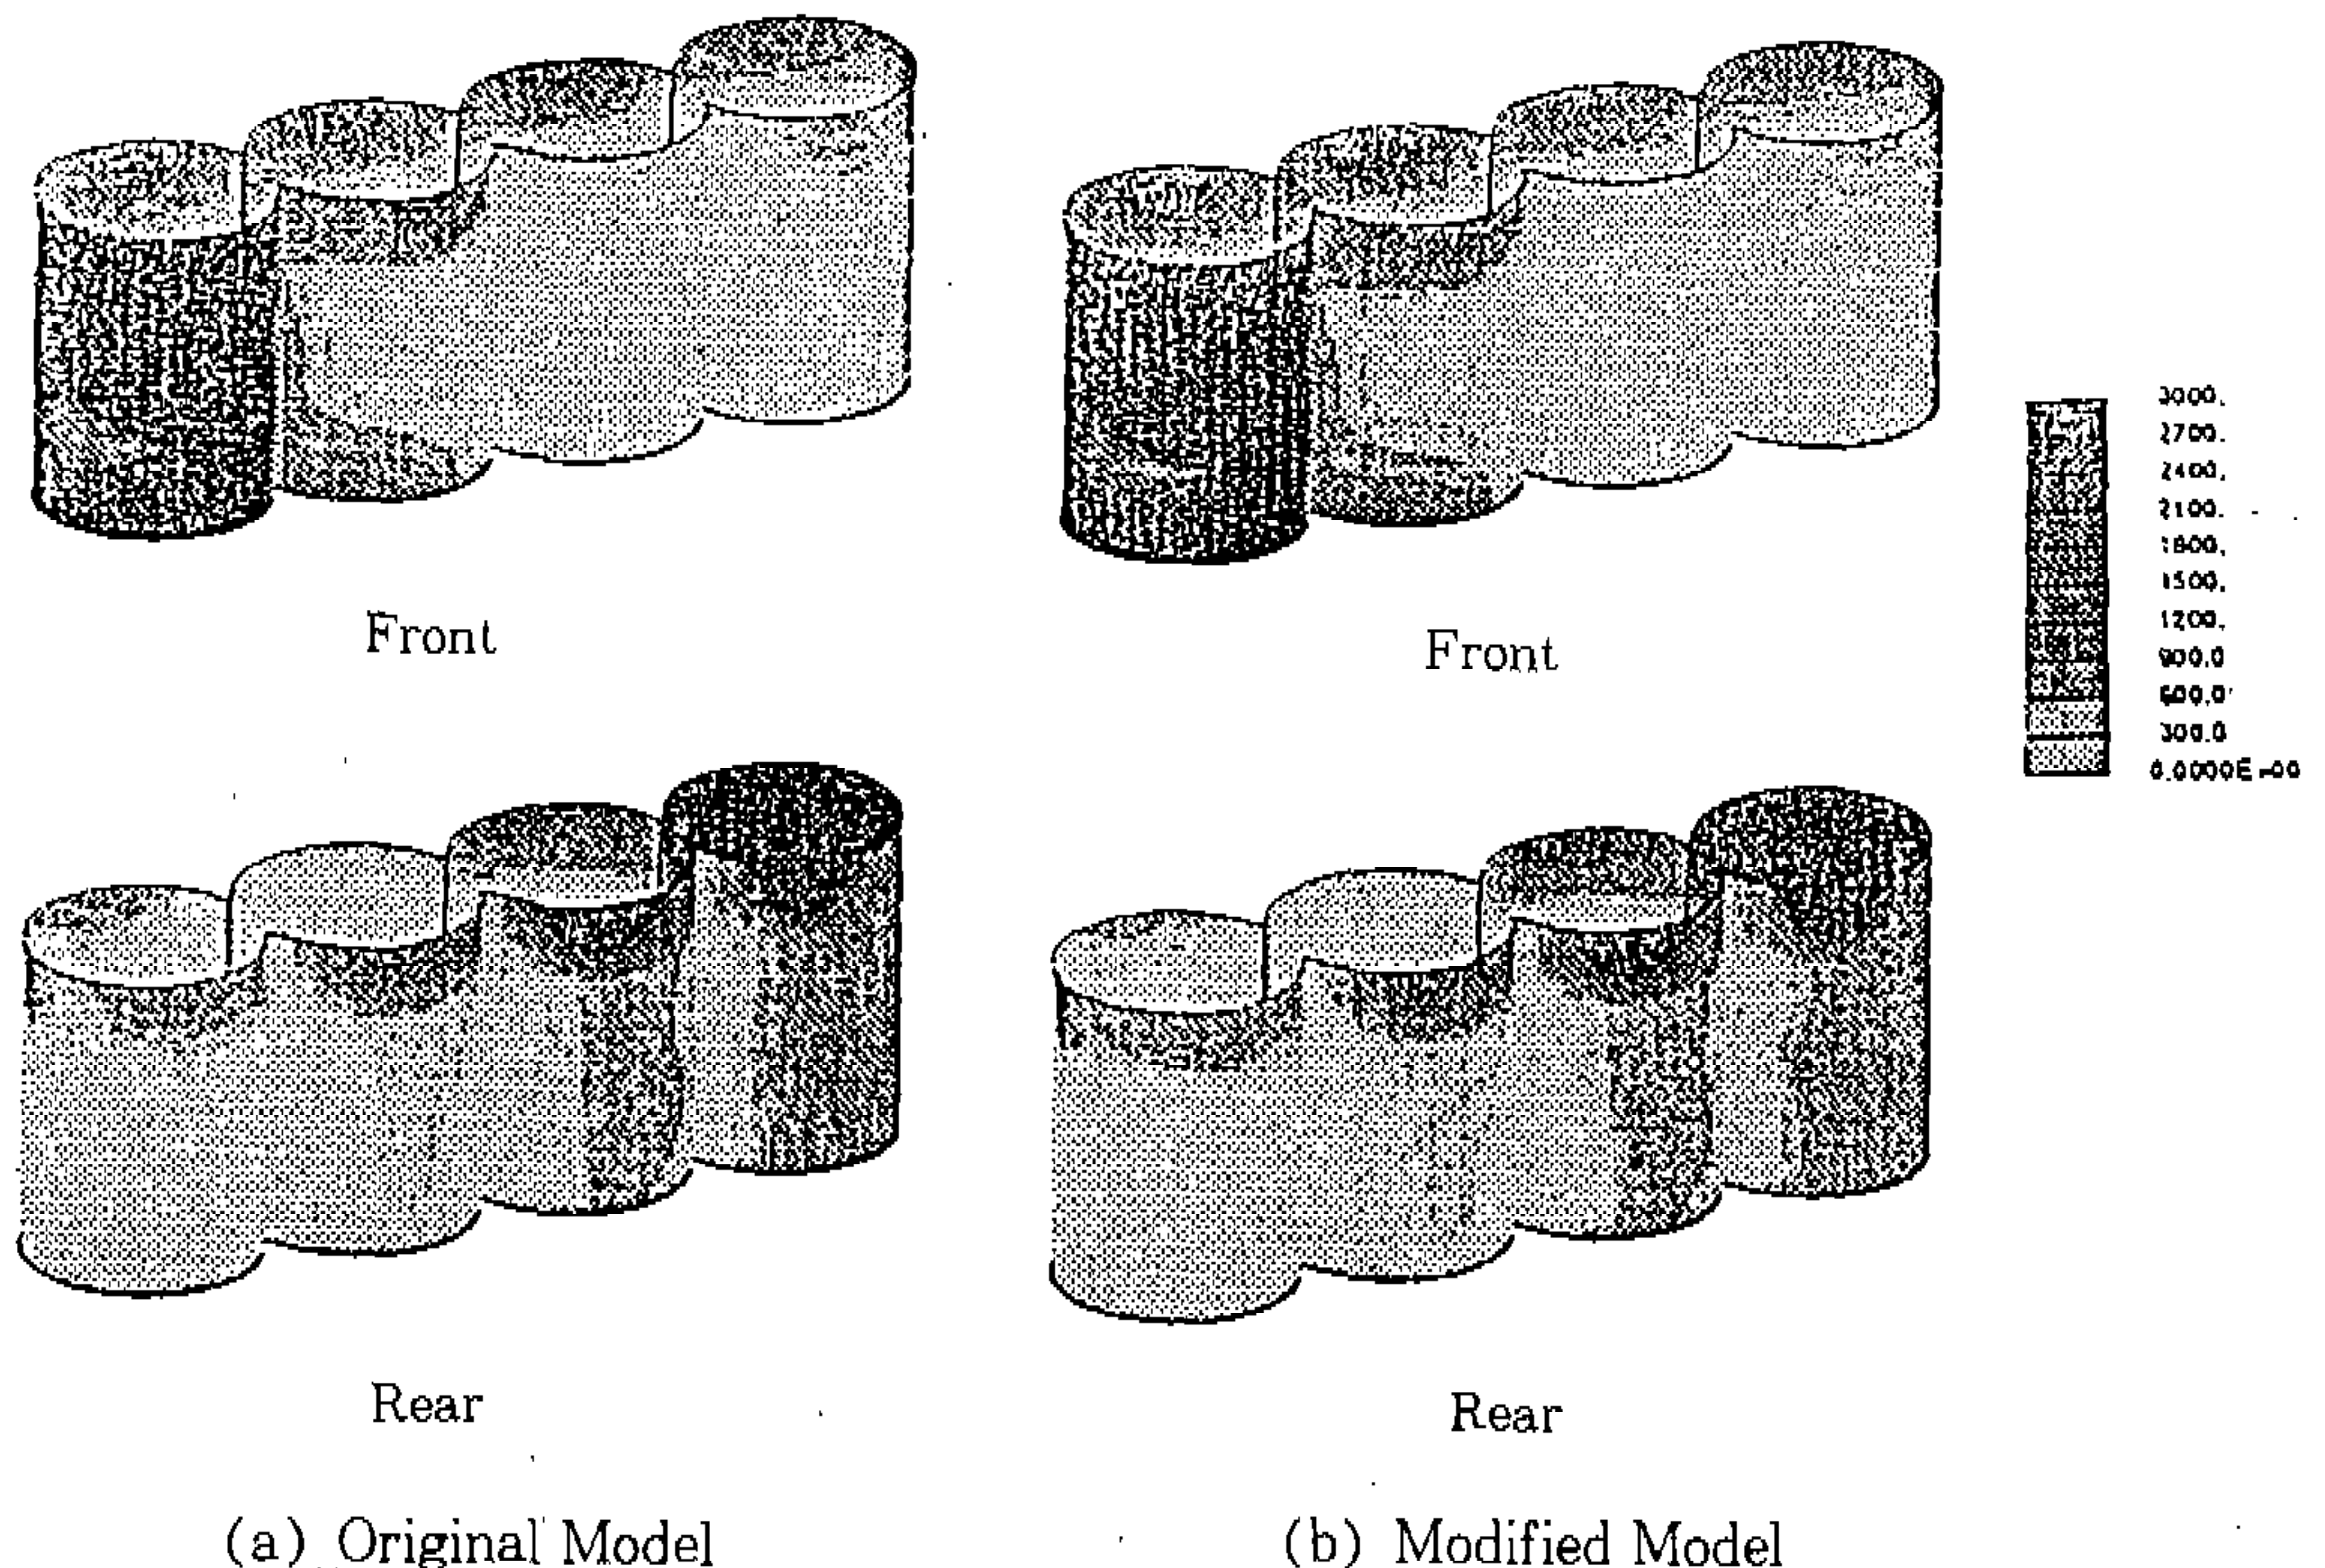 Front
Front
3000.
2700.
2400.
2100.
1800.
1500.
1200.
900.0
600.0
300.0
0.0000E+00
Rear
Rear
(a) Original Model
(b) Modified Model